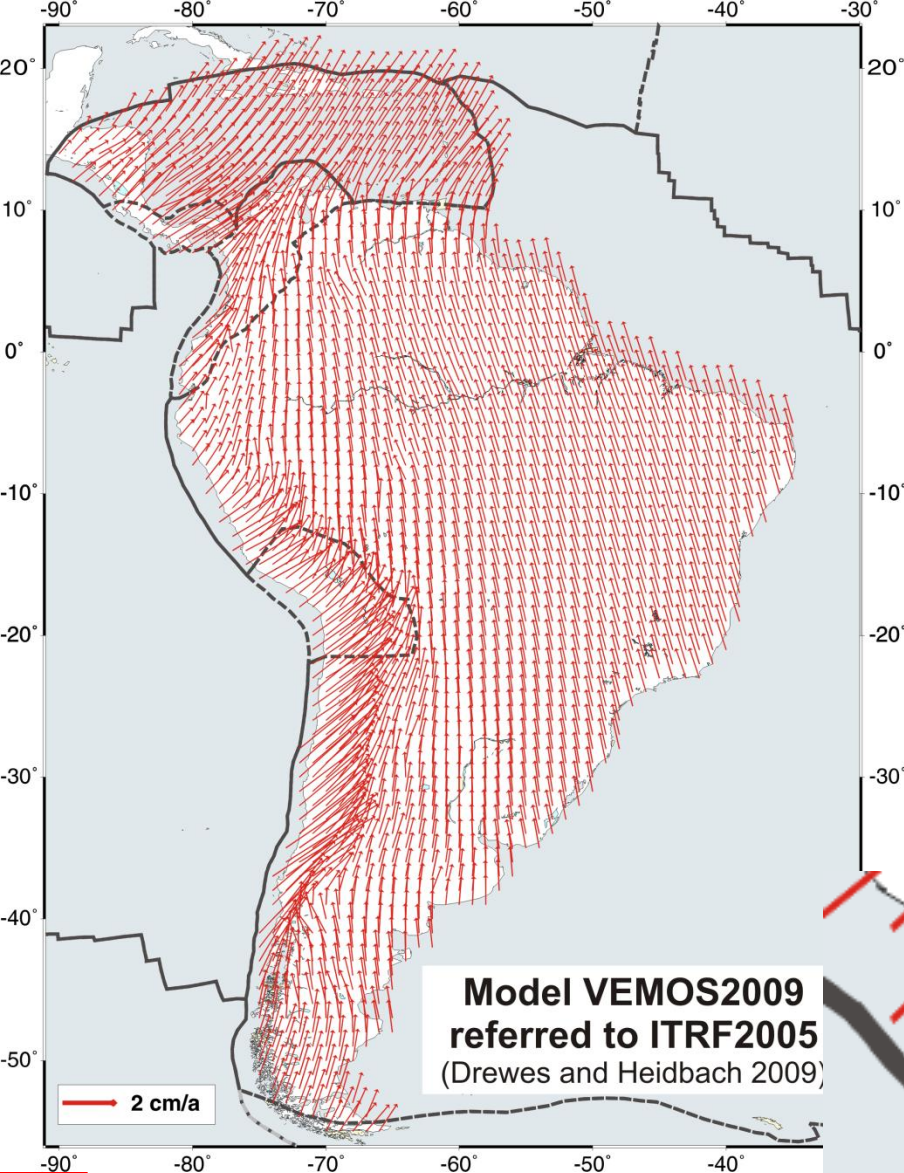 -90° -80° -70° -60° -50° -40° -30°
20° 20°
10° 10°
0° 0°
-10° -10°
-20° -20°
-30° -30°
-40°
-50°
Model VEMOS2009
referred to ITRF2005
(Drewes and Heidbach 2009)
2 cm/a
-90° -80° -70° -60° -50° -40° -30°